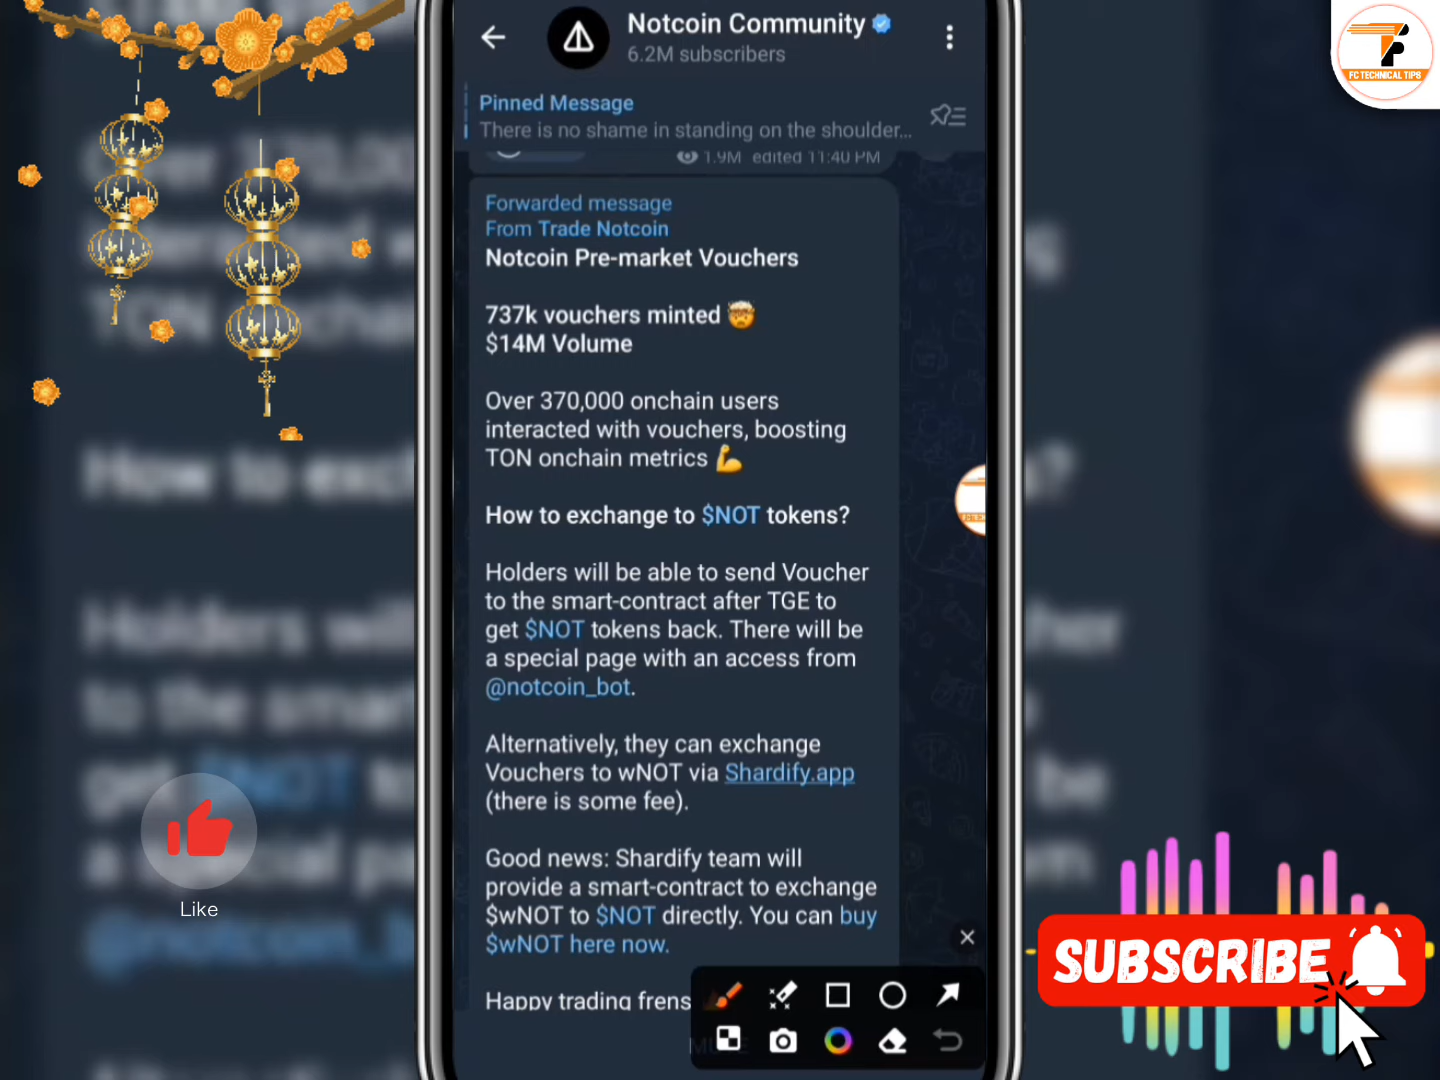 Notcoin Community
6.2M subscribers
FC TECHNICAL TIPS
Pinned Message
There is no shame in standing on the shoulder...
1.9M edited 11:40 PM
Forwarded message
From Trade Notcoin
Notcoin Pre-market Vouchers
737k vouchers minted 🤯
$14M Volume
Over 370,000 onchain users
interacted with vouchers, boosting
TON onchain metrics 💪
How to exchange to $NOT tokens?
Holders will be able to send Voucher
to the smart-contract after TGE to
get $NOT tokens back. There will be
a special page with an access from
@notcoin_bot.
Alternatively, they can exchange
Vouchers to wNOT via Shardify.app
(there is some fee).
Good news: Shardify team will
provide a smart-contract to exchange
$wNOT to $NOT directly. You can buy
$wNOT here now.
Happy trading frens
Like
SUBSCRIBE